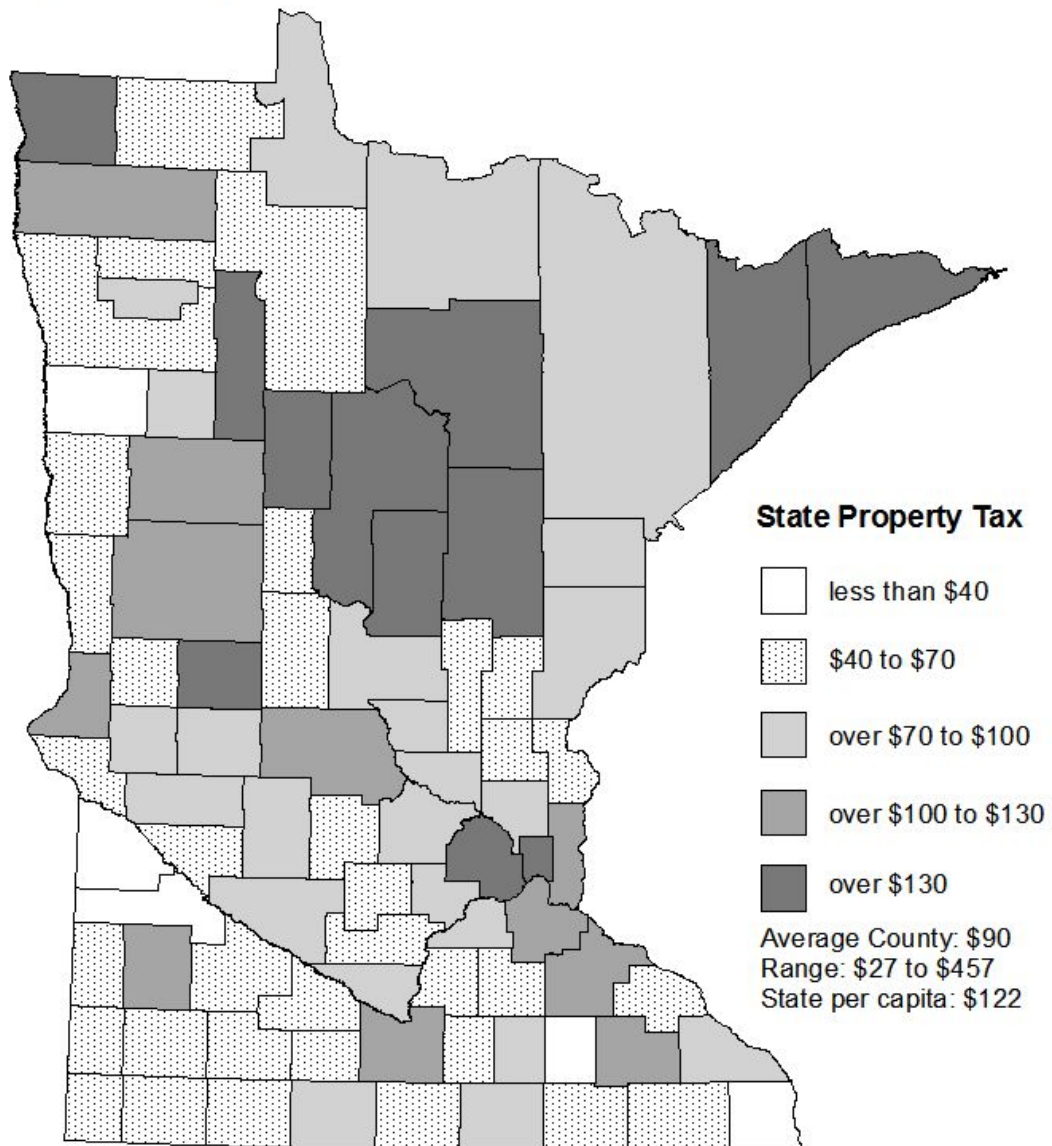 State Property Tax
less than $40
$40 to $70
over $70 to $100
over $100 to $130
over $130
Average County: $90
Range: $27 to $457
State per capita: $122